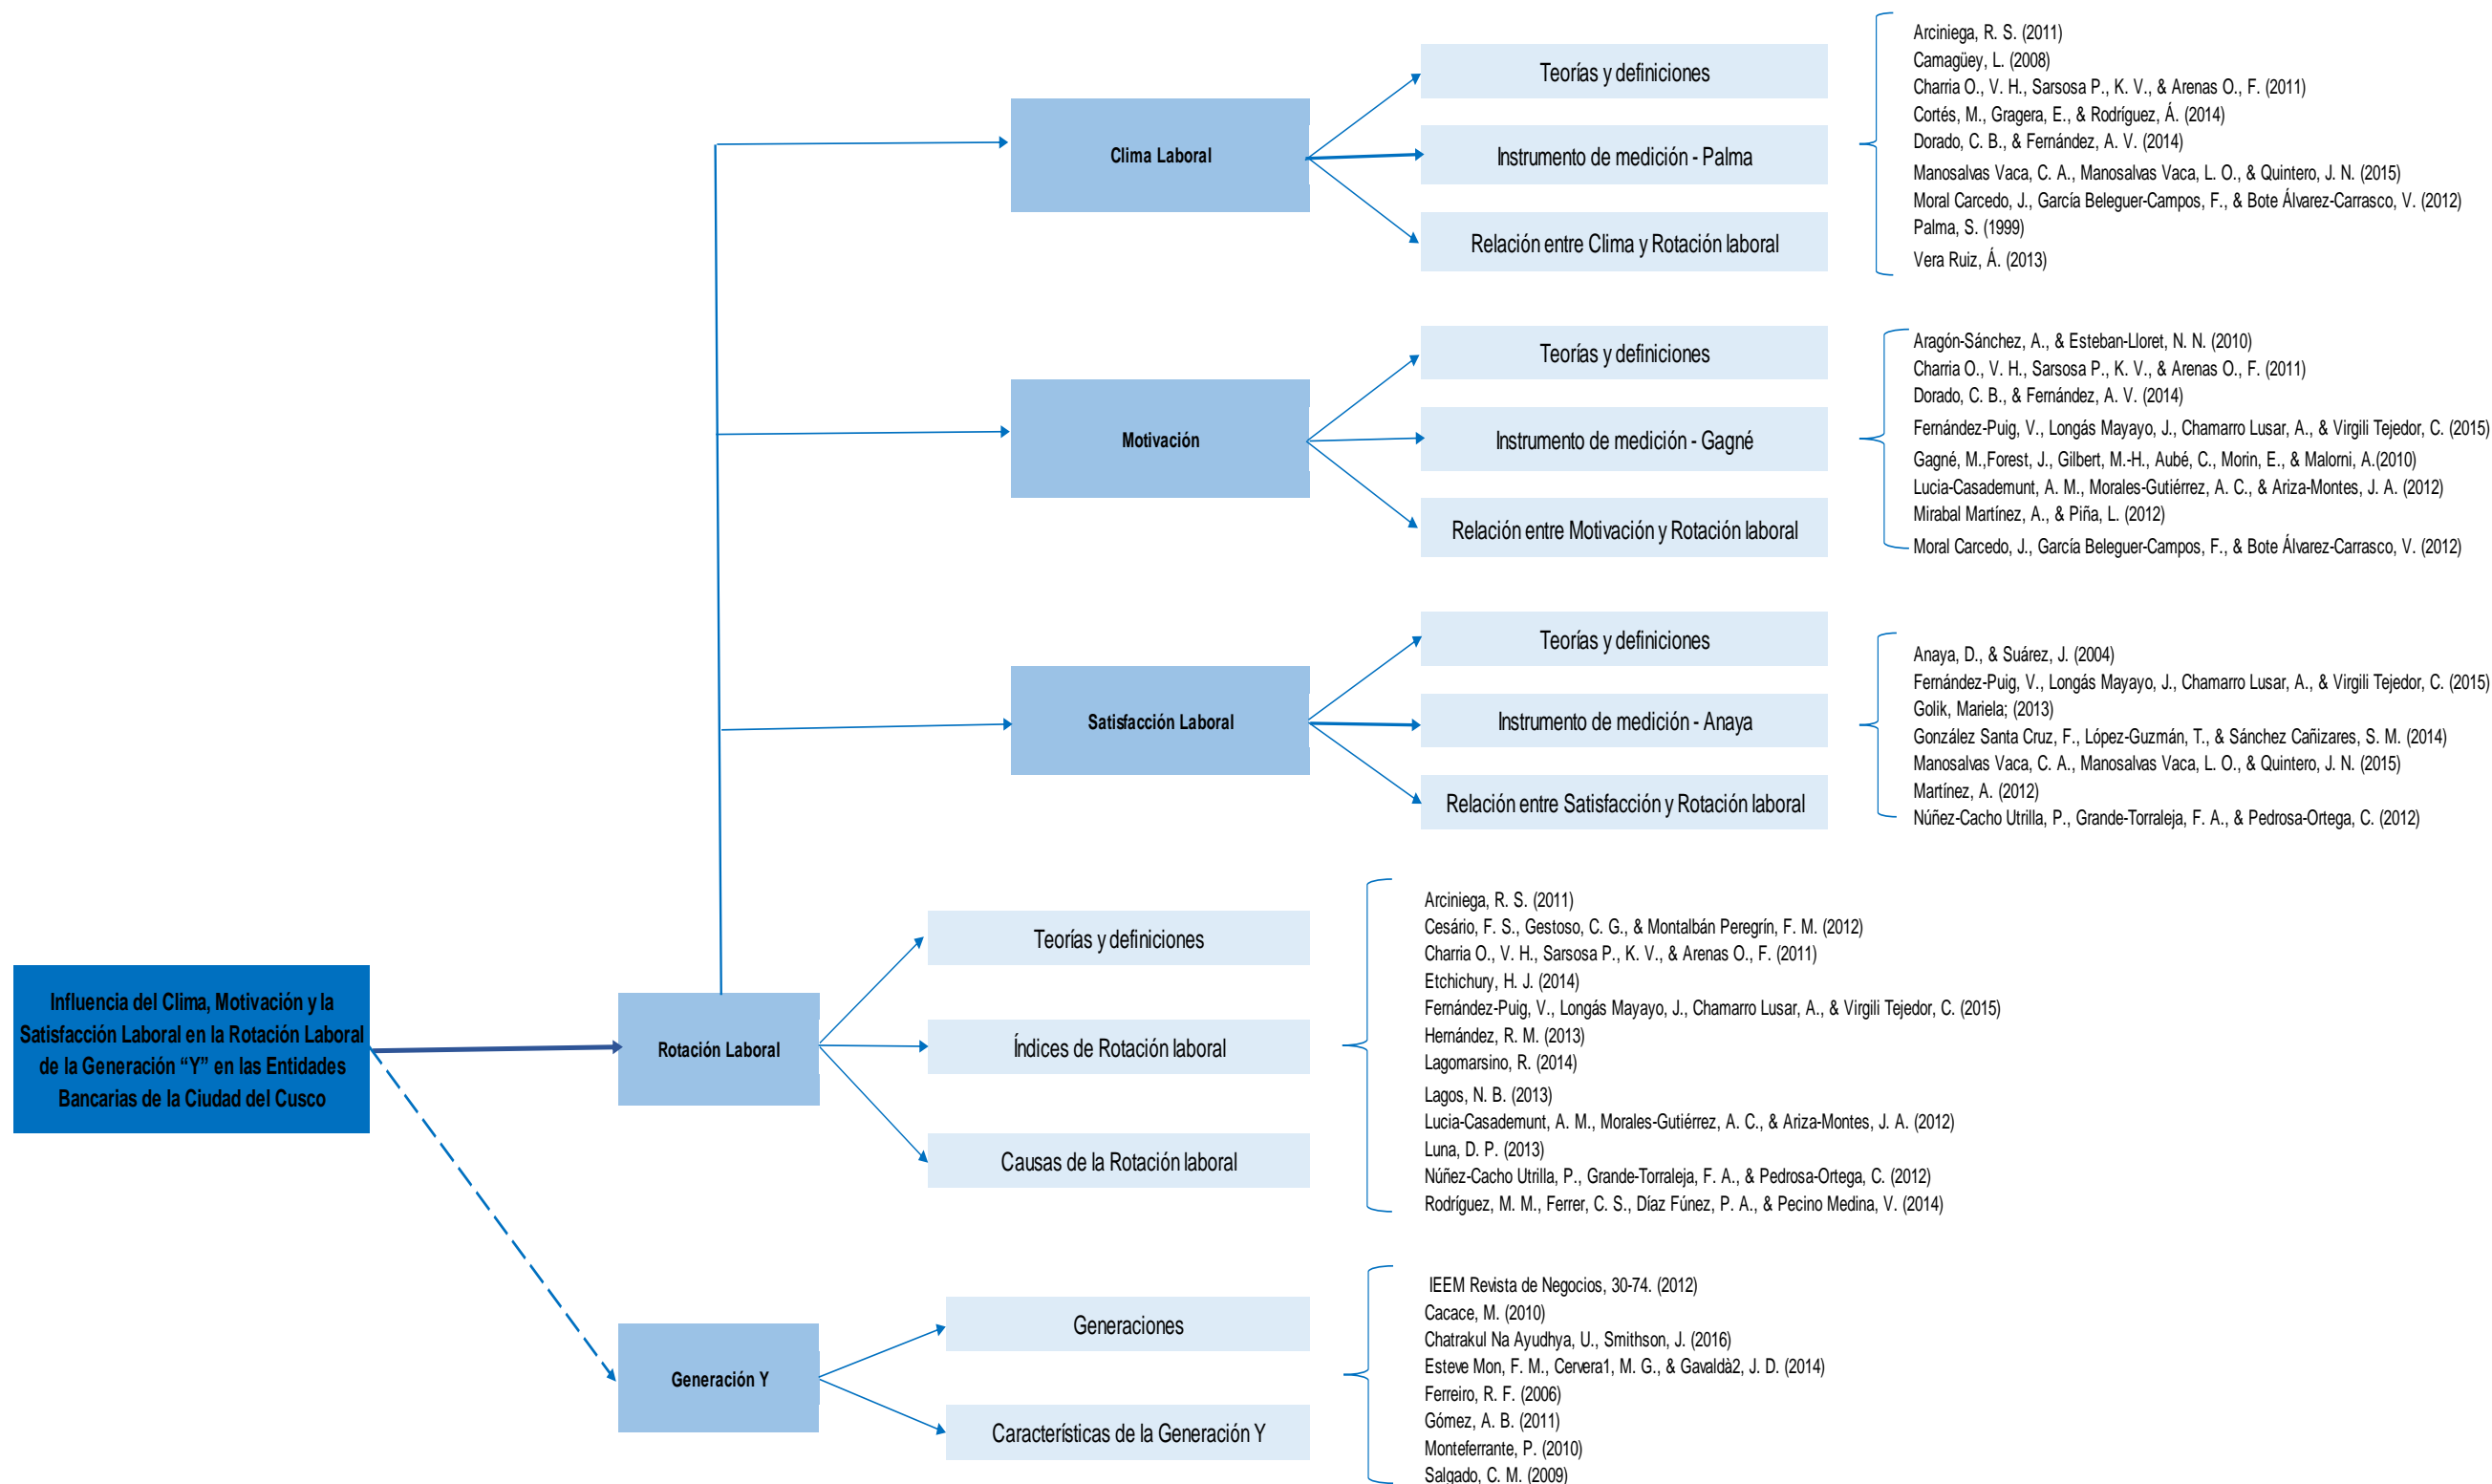 Clima Laboral
Teorías y definiciones
Instrumento de medición - Palma
Relación entre Clima y Rotación laboral
Arciniega, R. S. (2011)
Camagüey, L. (2008)
Charria O., V. H., Sarsosa P., K. V., & Arenas O., F. (2011)
Cortés, M., Gragera, E., & Rodríguez, Á. (2014)
Dorado, C. B., & Fernández, A. V. (2014)
Manosalvas Vaca, C. A., Manosalvas Vaca, L. O., & Quintero, J. N. (2015)
Moral Carcedo, J., García Beleguer-Campos, F., & Bote Álvarez-Carrasco, V. (2012)
Palma, S. (1999)
Vera Ruiz, Á. (2013)
Motivación
Teorías y definiciones
Instrumento de medición - Gagné
Relación entre Motivación y Rotación laboral
Aragón-Sánchez, A., & Esteban-Lloret, N. N. (2010)
Charria O., V. H., Sarsosa P., K. V., & Arenas O., F. (2011)
Dorado, C. B., & Fernández, A. V. (2014)
Fernández-Puig, V., Longás Mayayo, J., Chamarro Lusar, A., & Virgili Tejedor, C. (2015)
Gagné, M.,Forest, J., Gilbert, M.-H., Aubé, C., Morin, E., & Malorni, A.(2010)
Lucia-Casademunt, A. M., Morales-Gutiérrez, A. C., & Ariza-Montes, J. A. (2012)
Mirabal Martínez, A., & Piña, L. (2012)
Moral Carcedo, J., García Beleguer-Campos, F., & Bote Álvarez-Carrasco, V. (2012)
Satisfacción Laboral
Teorías y definiciones
Instrumento de medición - Anaya
Relación entre Satisfacción y Rotación laboral
Anaya, D., & Suárez, J. (2004)
Fernández-Puig, V., Longás Mayayo, J., Chamarro Lusar, A., & Virgili Tejedor, C. (2015)
Golik, Mariela; (2013)
González Santa Cruz, F., López-Guzmán, T., & Sánchez Cañizares, S. M. (2014)
Manosalvas Vaca, C. A., Manosalvas Vaca, L. O., & Quintero, J. N. (2015)
Martínez, A. (2012)
Núñez-Cacho Utrilla, P., Grande-Torraleja, F. A., & Pedrosa-Ortega, C. (2012)
Influencia del Clima, Motivación y la
Satisfacción Laboral en la Rotación Laboral
de la Generación “Y” en las Entidades
Bancarias de la Ciudad del Cusco
Rotación Laboral
Teorías y definiciones
Índices de Rotación laboral
Causas de la Rotación laboral
Arciniega, R. S. (2011)
Cesário, F. S., Gestoso, C. G., & Montalbán Peregrín, F. M. (2012)
Charria O., V. H., Sarsosa P., K. V., & Arenas O., F. (2011)
Etchichury, H. J. (2014)
Fernández-Puig, V., Longás Mayayo, J., Chamarro Lusar, A., & Virgili Tejedor, C. (2015)
Hernández, R. M. (2013)
Lagomarsino, R. (2014)
Lagos, N. B. (2013)
Lucia-Casademunt, A. M., Morales-Gutiérrez, A. C., & Ariza-Montes, J. A. (2012)
Luna, D. P. (2013)
Núñez-Cacho Utrilla, P., Grande-Torraleja, F. A., & Pedrosa-Ortega, C. (2012)
Rodríguez, M. M., Ferrer, C. S., Díaz Fúnez, P. A., & Pecino Medina, V. (2014)
Generación Y
Generaciones
Características de la Generación Y
IEEM Revista de Negocios, 30-74. (2012)
Cacace, M. (2010)
Chatrakul Na Ayudhya, U., Smithson, J. (2016)
Esteve Mon, F. M., Cervera1, M. G., & Gavaldà2, J. D. (2014)
Ferreiro, R. F. (2006)
Gómez, A. B. (2011)
Monteferrante, P. (2010)
Salgado, C. M. (2009)